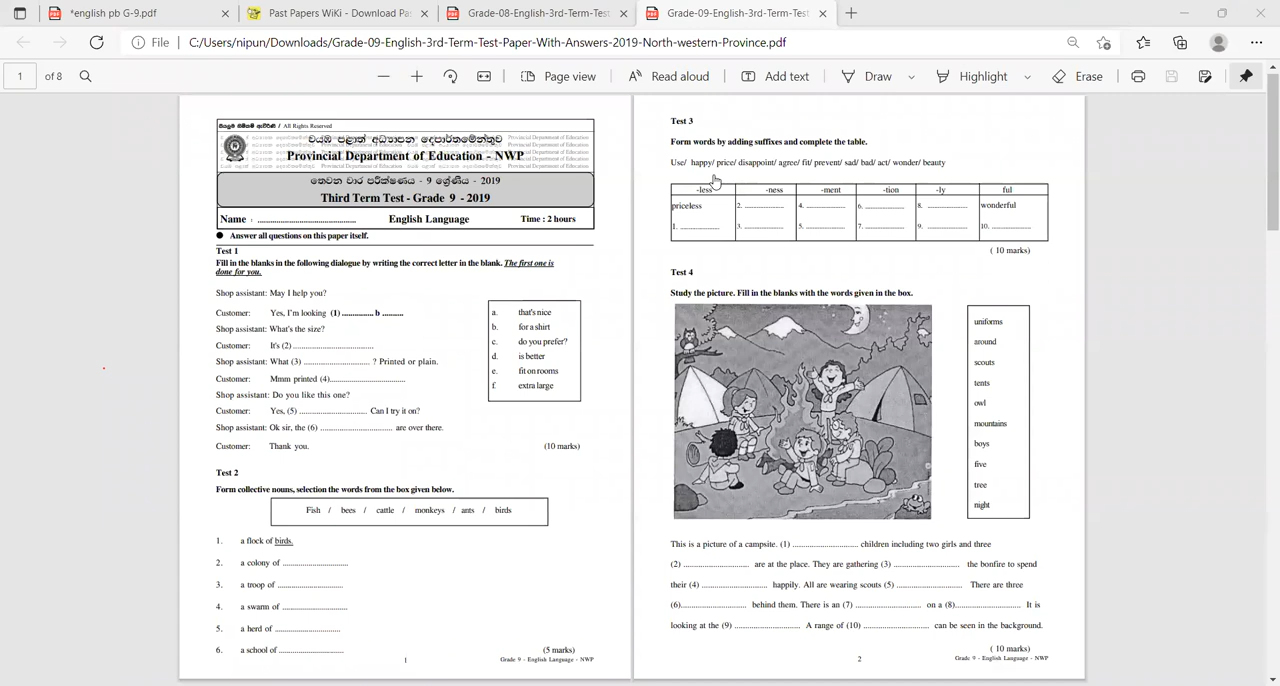 *english pb G-9.pdf
Past Papers WiKi - Download Pa
Grade-08-English-3rd-Term-Test
Grade-09-English-3rd-Term-Test
File | C:/Users/nipun/Downloads/Grade-09-English-3rd-Term-Test-Paper-With-Answers-2019-North-western-Province.pdf
1 of 8
Page view
Read aloud
Add text
Draw
Highlight
Erase
සියලුම හිමිකම් ඇවිරිණි / All Rights Reserved
වයඹ පළාත් අධ්‍යාපන දෙපාර්තමේන්තුව
Provincial Department of Education - NWP
තෙවන වාර පරීක්ෂණය - 9 ශ්‍රේණිය - 2019
Third Term Test - Grade 9 - 2019
Name : ............................................ English Language Time : 2 hours
● Answer all questions on this paper itself.
Test 1
Fill in the blanks in the following dialogue by writing the correct letter in the blank. The first one is
done for you.
Shop assistant: May I help you?
Customer: Yes, I'm looking (1) ............... b ..........
Shop assistant: What's the size?
Customer: It's (2) ....................................
Shop assistant: What (3) .............................. ? Printed or plain.
Customer: Mmm printed (4)..................................
Shop assistant: Do you like this one?
Customer: Yes, (5) .............................. Can I try it on?
Shop assistant: Ok sir, the (6) ................................ are over there.
Customer: Thank you. (10 marks)
a. that's nice
b. for a shirt
c. do you prefer?
d. is better
e. fit on rooms
f. extra large
Test 2
Form collective nouns, selection the words from the box given below.
Fish / bees / cattle / monkeys / ants / birds
1. a flock of birds.
2. a colony of ..............................
3. a troop of ..............................
4. a swarm of ..............................
5. a herd of ..............................
6. a school of .............................. (5 marks)
1 Grade 9 - English Language - NWP
Test 3
Form words by adding suffixes and complete the table.
Use/ happy/ price/ disappoint/ agree/ fit/ prevent/ sad/ bad/ act/ wonder/ beauty
-less -ness -ment -tion -ly ful
priceless 2. .................. 4. .................. 6. .................. 8. .................. wonderful
1. .................. 3. .................. 5. .................. 7. .................. 9. .................. 10. ..................
( 10 marks)
Test 4
Study the picture. Fill in the blanks with the words given in the box.
uniforms
around
scouts
tents
owl
mountains
boys
five
tree
night
This is a picture of a campsite. (1) .............................. children including two girls and three
(2) .............................. are at the place. They are gathering (3) .............................. the bonfire to spend
their (4) .............................. happily. All are wearing scouts (5) .............................. There are three
(6).............................. behind them. There is an (7) .............................. on a (8).............................. It is
looking at the (9) .............................. A range of (10) .............................. can be seen in the background.
( 10 marks)
2 Grade 9 - English Language - NWP